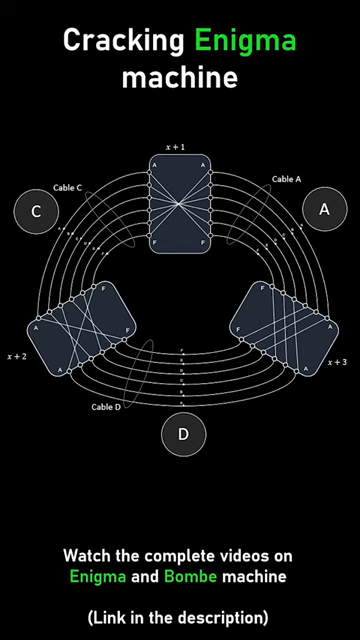 Cracking Enigma
machine
x + 1
A A
Cable C Cable A
C A
F F
F F
A F F A
x + 2 x + 3
A A
Cable D
D
Watch the complete videos on
Enigma and Bombe machine
(Link in the description)